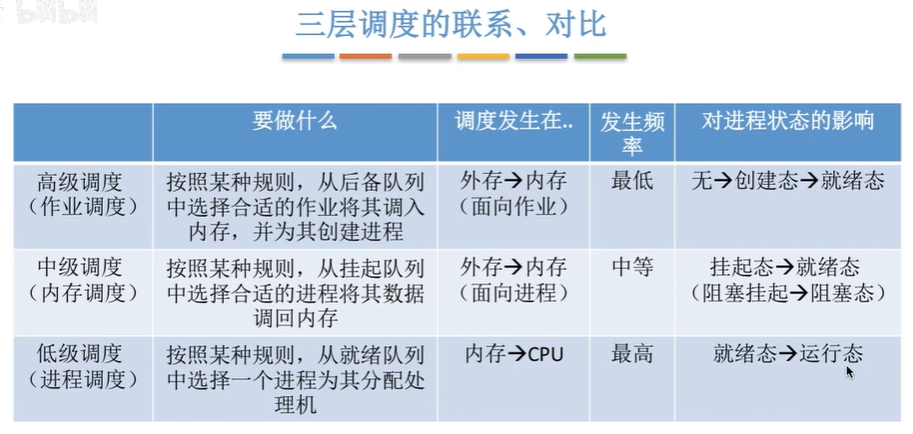 bilibili
三层调度的联系、对比
要做什么
调度发生在..
发生频
率
对进程状态的影响
高级调度
（作业调度）
按照某种规则，从后备队列
中选择合适的作业将其调入
内存，并为其创建进程
外存→内存
（面向作业）
最低
无→创建态→就绪态
中级调度
（内存调度）
按照某种规则，从挂起队列
中选择合适的进程将其数据
调回内存
外存→内存
（面向进程）
中等
挂起态→就绪态
（阻塞挂起→阻塞态）
低级调度
（进程调度）
按照某种规则，从就绪队列
中选择一个进程为其分配处
理机
内存→CPU
最高
就绪态→运行态